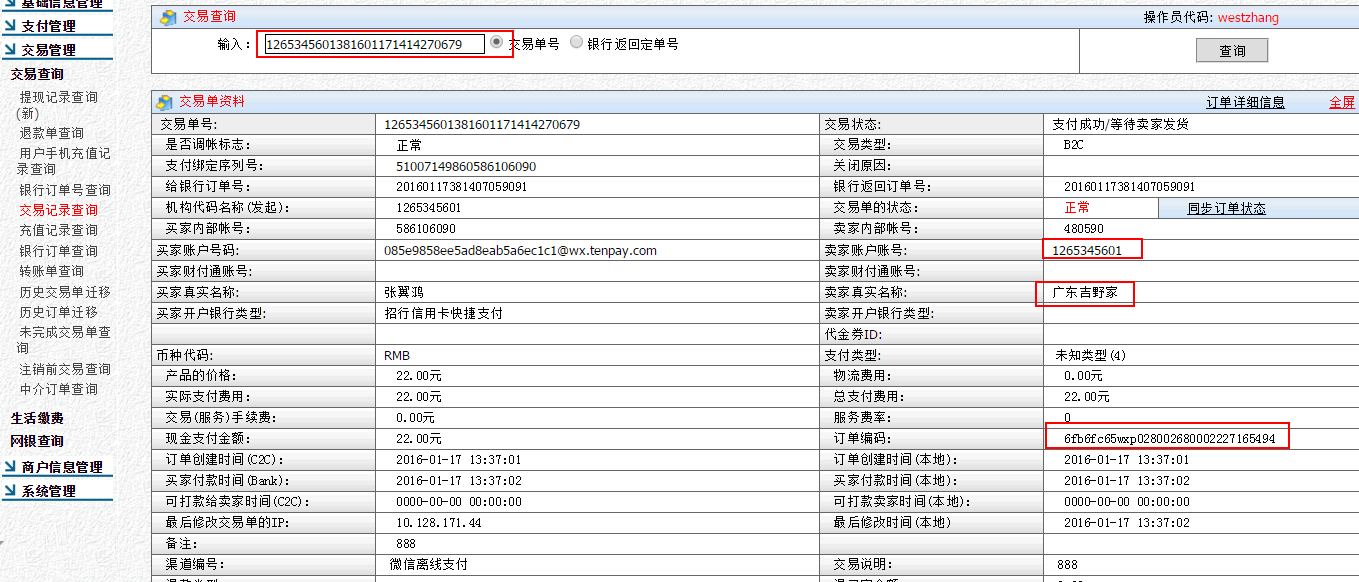 基础信息管理
支付管理
交易管理
交易查询
提现记录查询
(新)
退款单查询
用户手机充值记
录查询
银行订单号查询
交易记录查询
充值记录查询
银行订单查询
转账单查询
历史交易单迁移
历史订单迁移
未完成交易单查
询
注销前交易查询
中介订单查询
生活缴费
网银查询
商户信息管理
系统管理
交易查询 操作员代码: westzhang
输入: 1265345601381601171414270679 交易单号 银行返回定单号 查询
交易单资料 订单详细信息 全屏
交易单号: 1265345601381601171414270679 交易状态: 支付成功/等待卖家发货
是否调帐标志: 正常 交易类型: B2C
支付绑定序列号: 51007149860586106090 关闭原因:
给银行订单号: 20160117381407059091 银行返回订单号: 20160117381407059091
机构代码名称(发起): 1265345601 交易单的状态: 正常 同步订单状态
买家内部帐号: 586106090 卖家内部帐号: 480590
买家账户号码: 085e9858ee5ad8eab5a6ec1c1@wx.tenpay.com 卖家账户账号: 1265345601
买家财付通账号: 卖家财付通账号:
买家真实名称: 张翼鸿 卖家真实名称: 广东吉野家
买家开户银行类型: 招行信用卡快捷支付 卖家开户银行类型:
代金券ID:
币种代码: RMB 支付类型: 未知类型(4)
产品的价格: 22.00元 物流费用: 0.00元
实际支付费用: 22.00元 总支付费用: 22.00元
交易(服务)手续费: 0.00元 服务费率: 0
现金支付金额: 22.00元 订单编码: 6fb6fc65wxp028002680002227165494
订单创建时间(C2C): 2016-01-17 13:37:01 订单创建时间(本地): 2016-01-17 13:37:01
买家付款时间(Bank): 2016-01-17 13:37:02 买家付款时间(本地): 2016-01-17 13:37:02
可打款给卖家时间(C2C): 0000-00-00 00:00:00 可打款卖家时间(本地): 0000-00-00 00:00:00
最后修改交易单的IP: 10.128.171.44 最后修改时间(本地) 2016-01-17 13:37:02
备注: 888
渠道编号: 微信离线支付 交易说明: 888